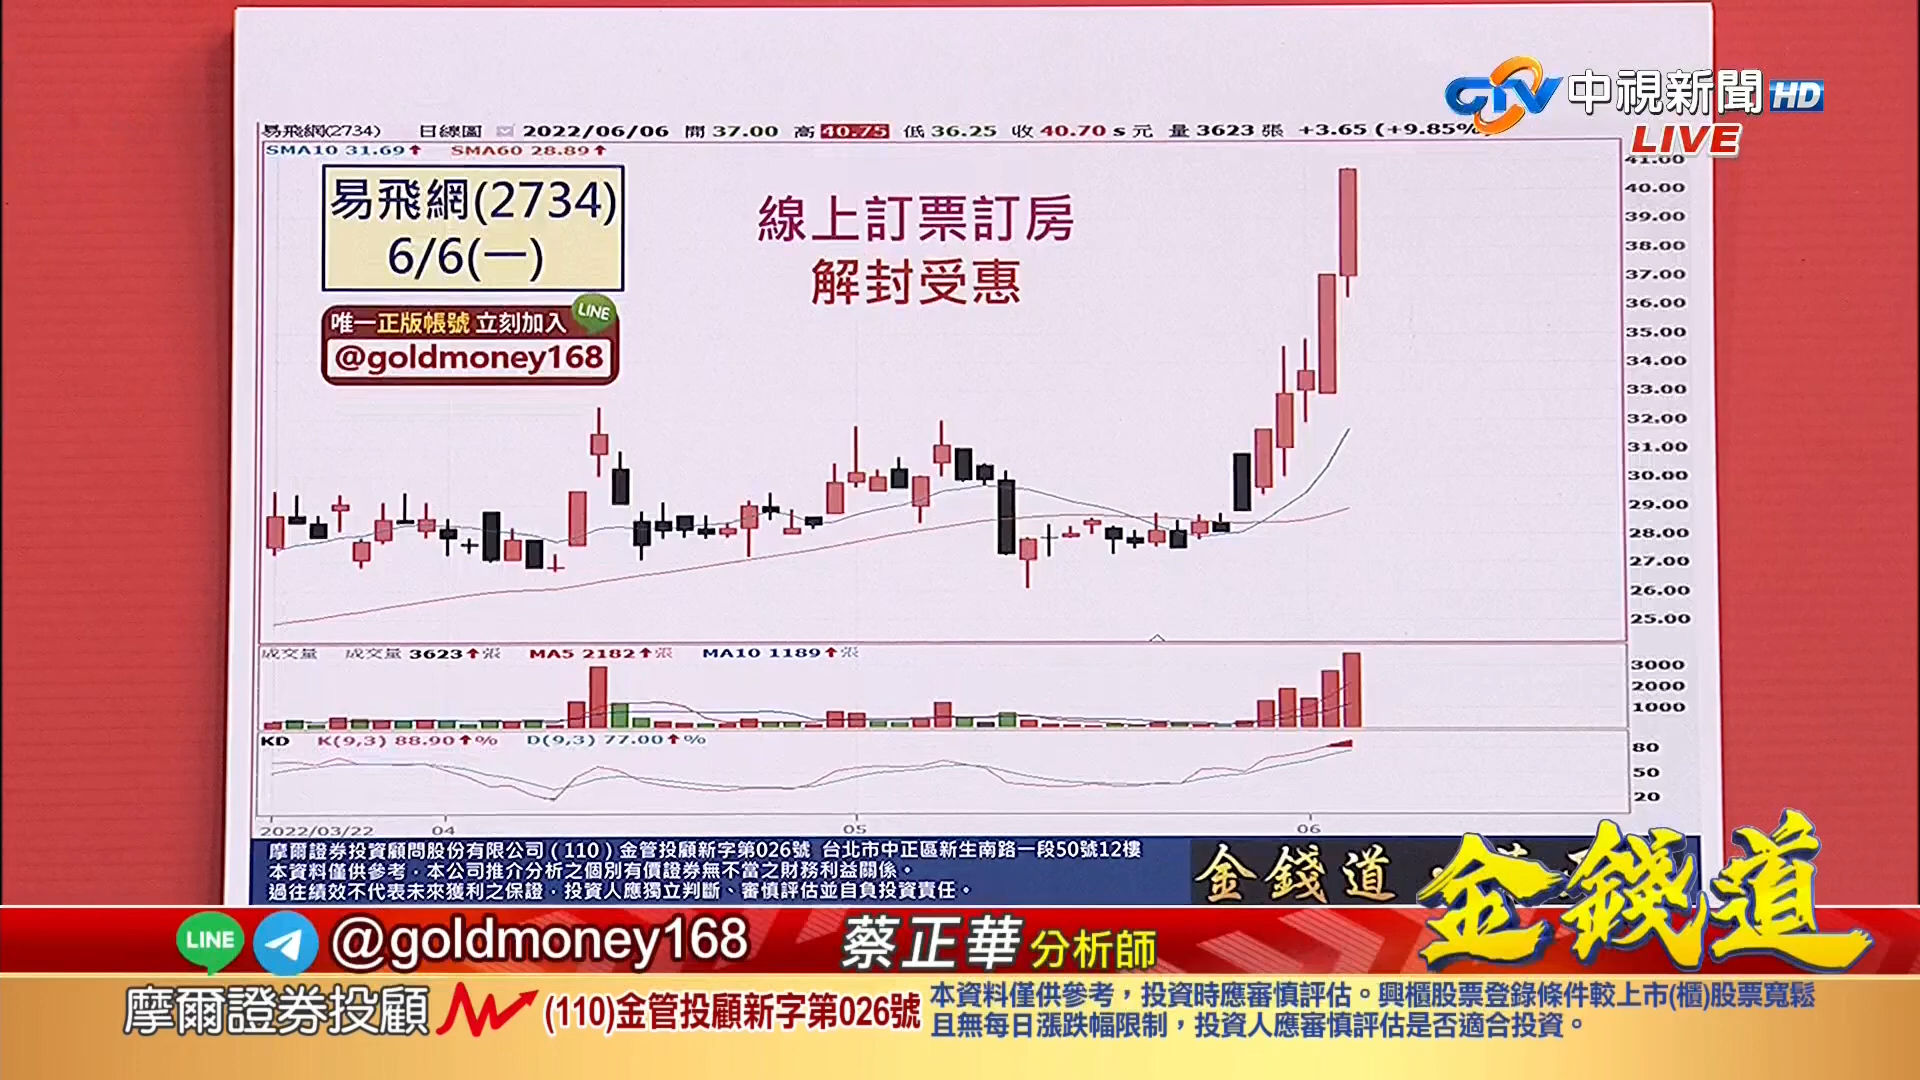 CTV 中視新聞 HD
LIVE
易飛網(2734) 日線圖 2022/06/06 開 37.00 高 40.75 低 36.25 收 40.70 s 元 量 3623 張 +3.65 (+9.85%)
SMA10 31.69↑ SMA60 28.89↑
易飛網(2734)
6/6(一)
線上訂票訂房
解封受惠
唯一正版帳號 立刻加入 LINE
@goldmoney168
41.00
40.00
39.00
38.00
37.00
36.00
35.00
34.00
33.00
32.00
31.00
30.00
29.00
28.00
27.00
26.00
25.00
成交量 成交量 3623↑張 MA5 2182↑張 MA10 1189↑張
3000
2000
1000
KD K(9,3) 88.90↑% D(9,3) 77.00↑%
80
50
20
2022/03/22 04 05 06
摩爾證券投資顧問股份有限公司(110)金管投顧新字第026號 台北市中正區新生南路一段50號12樓
本資料僅供參考，本公司推介分析之個別有價證券無不當之財務利益關係。
過往績效不代表未來獲利之保證，投資人應獨立判斷、審慎評估並自負投資責任。
金錢道
金錢道
LINE @goldmoney168 蔡正華 分析師
摩爾證券投顧 (110)金管投顧新字第026號
本資料僅供參考，投資時應審慎評估。興櫃股票登錄條件較上市(櫃)股票寬鬆
且無每日漲跌幅限制，投資人應審慎評估是否適合投資。